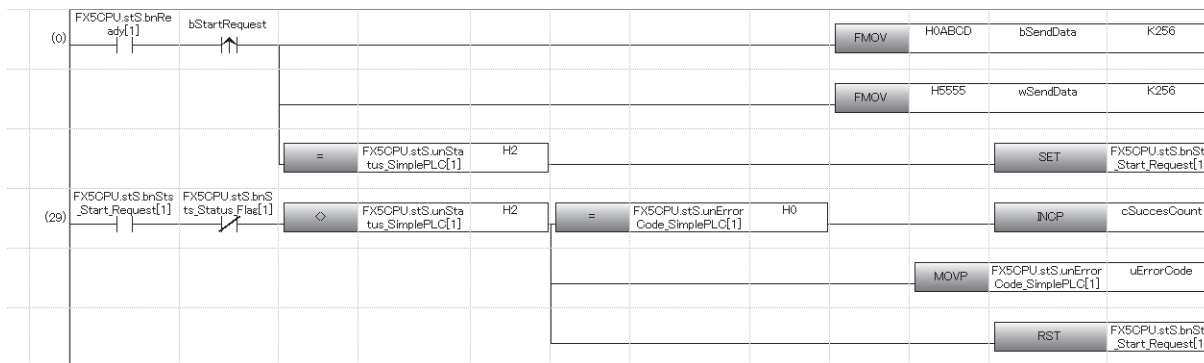 FX5CPU.stS.bnRe
ady[1]
bStartRequest
(0)
FMOV H0ABCD bSendData K256
FMOV H5555 wSendData K256
= FX5CPU.stS.unSta
tus_SimplePLC[1] H2
SET FX5CPU.stS.bnSt
_Start_Request[1
FX5CPU.stS.bnSts
_Start_Request[1]
FX5CPU.stS.bnS
ts_Status_Flag[1]
(29)
<> FX5CPU.stS.unSta
tus_SimplePLC[1] H2
= FX5CPU.stS.unError
Code_SimplePLC[1] H0
INCP cSuccesCount
MOVP FX5CPU.stS.unError
Code_SimplePLC[1] uErrorCode
RST FX5CPU.stS.bnSt
_Start_Request[1